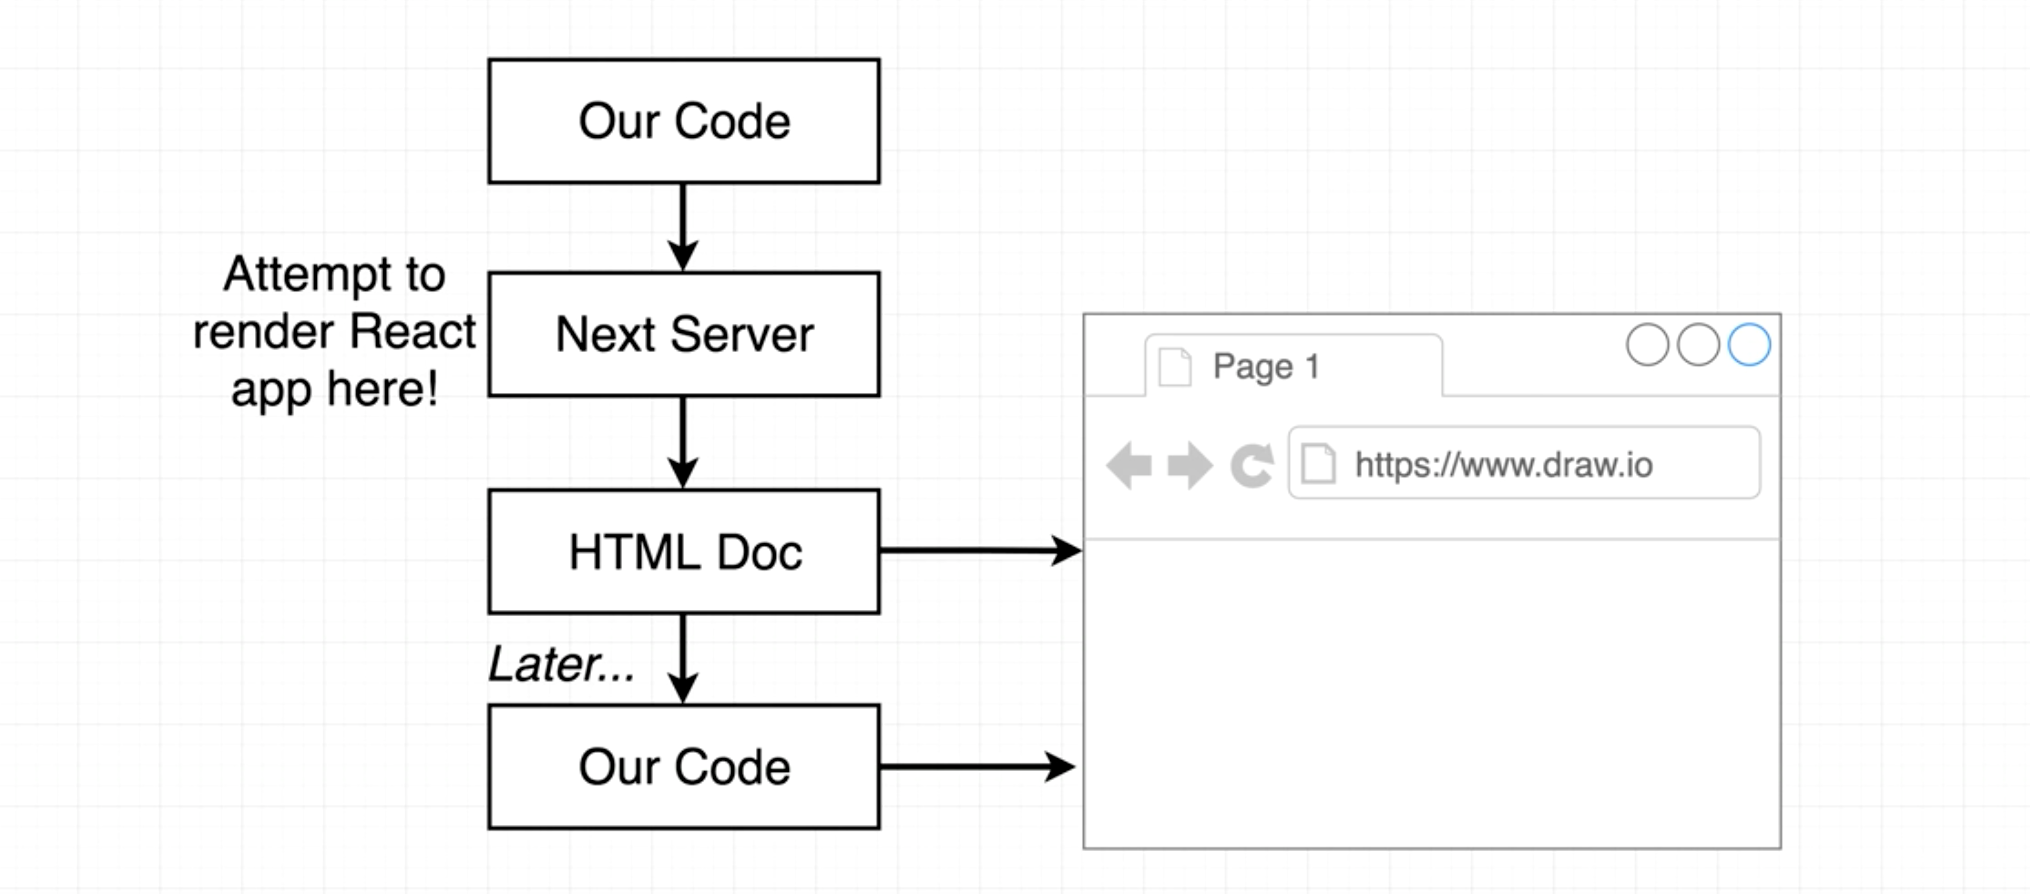 Our Code
Attempt to
render React
app here!
Next Server
Page 1
https://www.draw.io
HTML Doc
Later...
Our Code